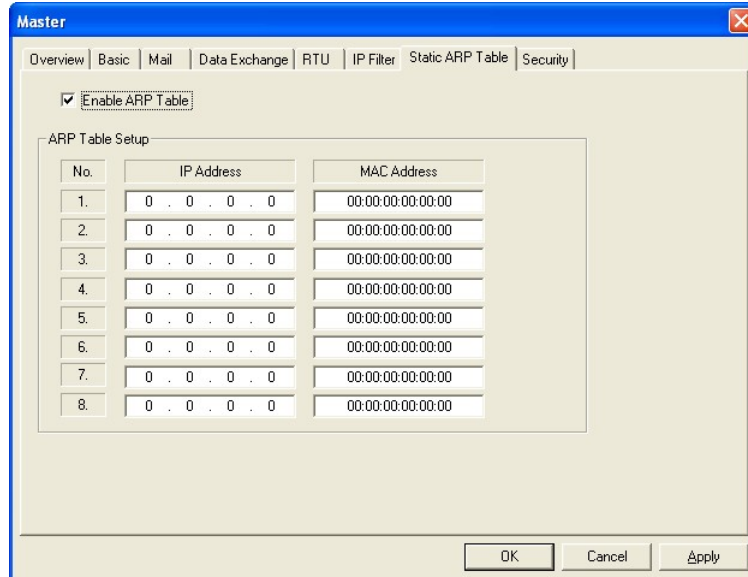 Master
Overview Basic Mail Data Exchange RTU IP Filter Static ARP Table Security
Enable ARP Table
ARP Table Setup
No. IP Address MAC Address
1. 0 . 0 . 0 . 0 00:00:00:00:00:00
2. 0 . 0 . 0 . 0 00:00:00:00:00:00
3. 0 . 0 . 0 . 0 00:00:00:00:00:00
4. 0 . 0 . 0 . 0 00:00:00:00:00:00
5. 0 . 0 . 0 . 0 00:00:00:00:00:00
6. 0 . 0 . 0 . 0 00:00:00:00:00:00
7. 0 . 0 . 0 . 0 00:00:00:00:00:00
8. 0 . 0 . 0 . 0 00:00:00:00:00:00
OK Cancel Apply